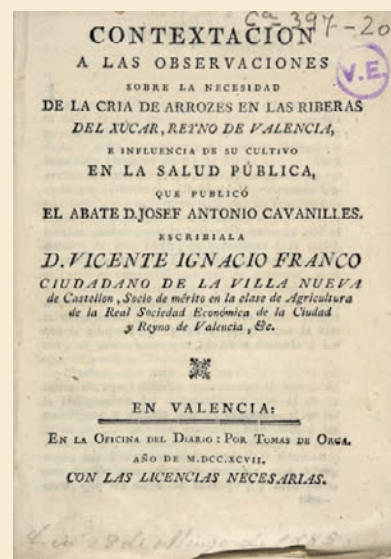 Cª 397-20
CONTEXTACION
V.E.
A LAS OBSERVACIONES
SOBRE LA NECESIDAD
DE LA CRIA DE ARROZES EN LAS RIBERAS
DEL XÚCAR, REYNO DE VALENCIA,
E INFLUENCIA DE SU CULTIVO
EN LA SALUD PÚBLICA,
QUE PUBLICÓ
EL ABATE D. JOSEF ANTONIO CAVANILLES.
ESCRIBIALA
D. VICENTE IGNACIO FRANCO
CIUDADANO DE LA VILLA NUEVA
de Castellon, Socio de mérito en la clase de Agricultura
de la Real Sociedad Económica de la Ciudad
y Reyno de Valencia, &c.
EN VALENCIA:
EN LA OFICINA DEL DIARIO: POR TOMAS DE ORGA.
AÑO DE M.DCC.XCVII.
CON LAS LICENCIAS NECESARIAS.